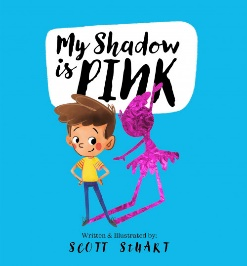 My Shadow
is PINK
Written & Illustrated by:
SCOTT STUART